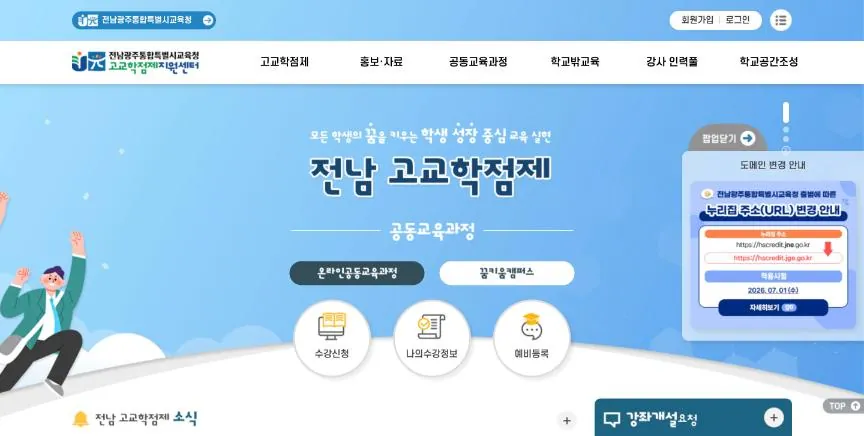 전남광주통합특별시교육청
회원가입 | 로그인
전남광주통합특별시교육청
고교학점제지원센터
고교학점제
홍보·자료
공동교육과정
학교밖교육
강사 인력풀
학교공간조성
모든 학생의 꿈을 키우는 학생 성장 중심 교육 실현
전남 고교학점제
공동교육과정
온라인공동교육과정
꿈키움캠퍼스
수강신청
나의수강정보
예비등록
팝업닫기
도메인 변경 안내
전남광주통합특별시교육청 출범에 따른
누리집 주소(URL) 변경 안내
누리집 주소
https://hscredit.jne.go.kr
https://hscredit.jge.go.kr
적용시점
2026. 07. 01.(수)
자세히보기
TOP
전남 고교학점제 소식
+
강좌개설요청
+